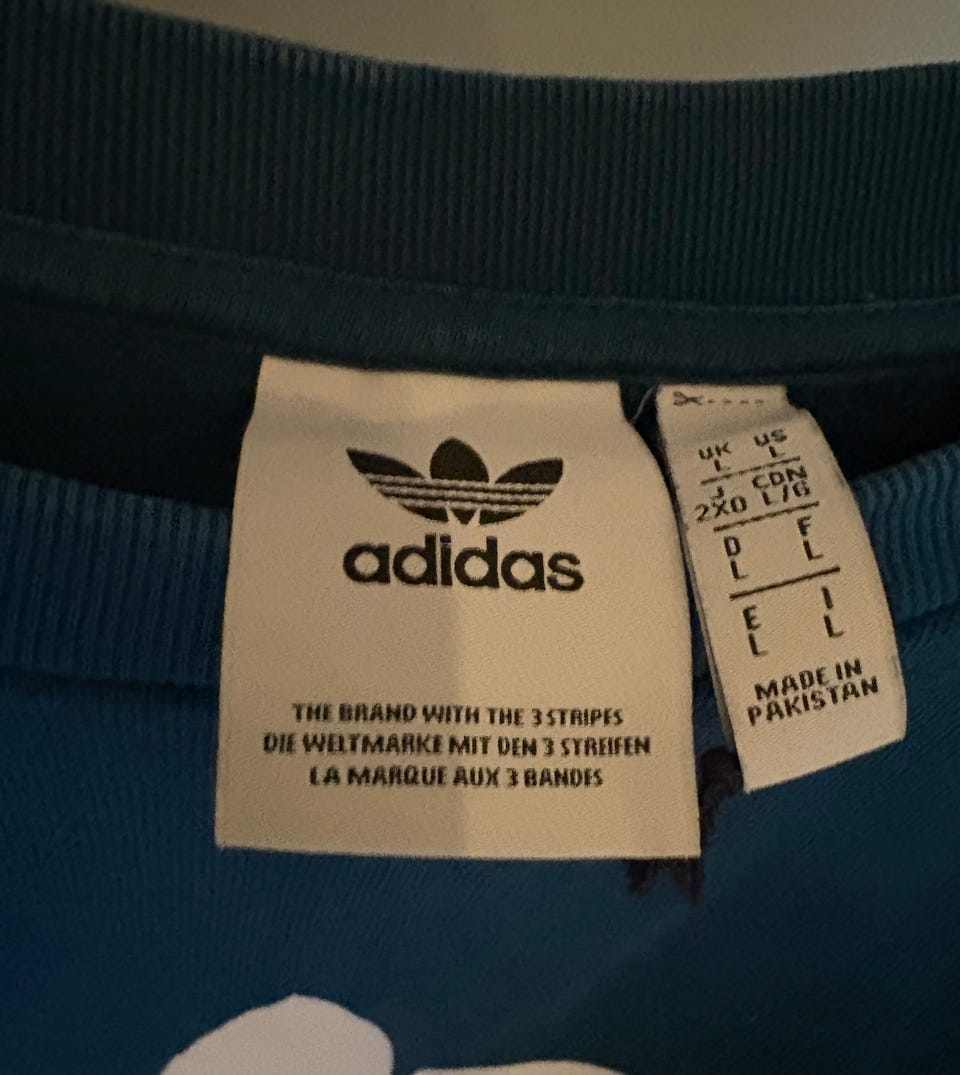 adidas
THE BRAND WITH THE 3 STRIPES
DIE WELTMARKE MIT DEN 3 STREIFEN
LA MARQUE AUX 3 BANDES
UK US
L L
J CDN
2XO L/G
D F
L L
E I
L L
MADE IN
PAKISTAN